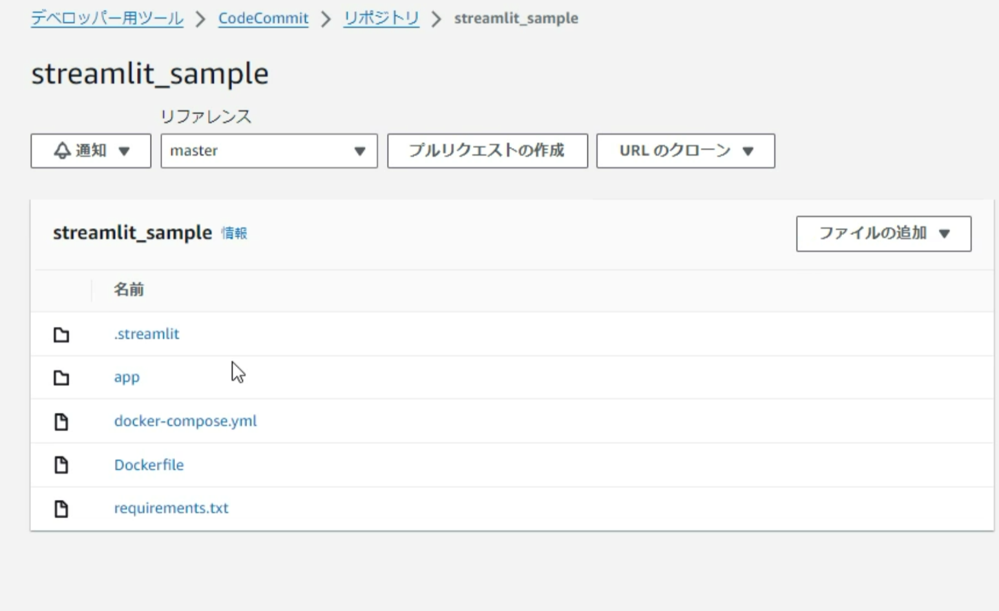 デベロッパー用ツール > CodeCommit > リポジトリ > streamlit_sample
streamlit_sample
リファレンス
通知 master プルリクエストの作成 URL のクローン
streamlit_sample 情報 ファイルの追加
名前
.streamlit
app
docker-compose.yml
Dockerfile
requirements.txt